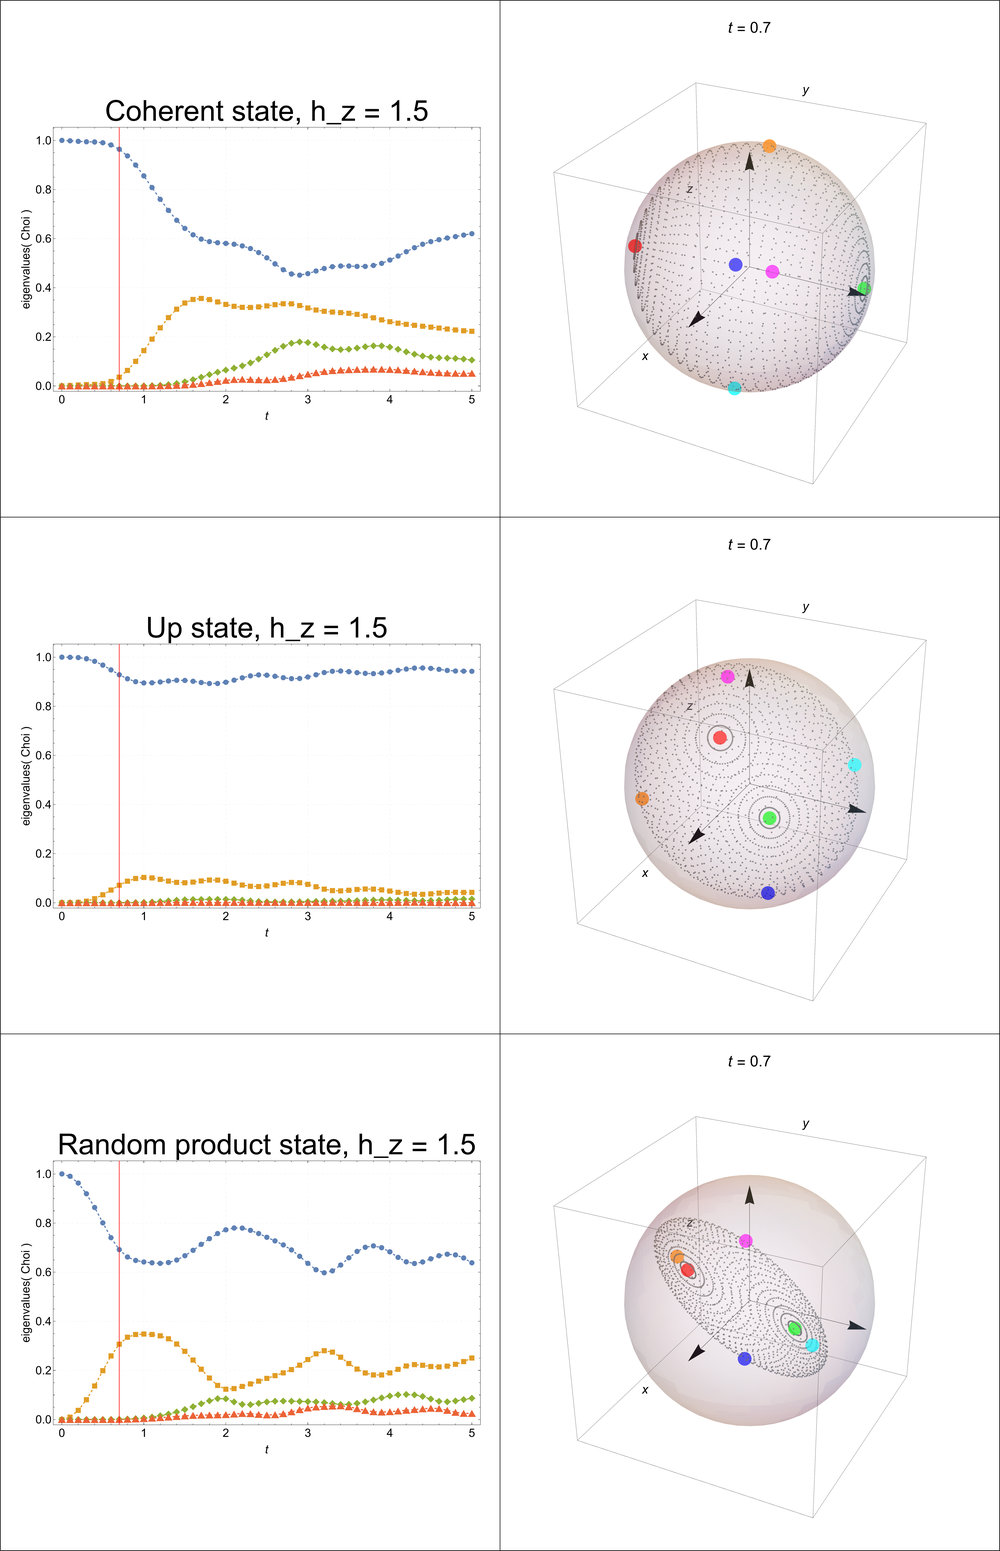 Coherent state, h_z = 1.5
eigenvalues( Choi )
1.0
0.8
0.6
0.4
0.2
0.0
0 1 2 3 4 5
t
t = 0.7
y
z
x
Up state, h_z = 1.5
eigenvalues( Choi )
1.0
0.8
0.6
0.4
0.2
0.0
0 1 2 3 4 5
t
t = 0.7
y
z
x
Random product state, h_z = 1.5
eigenvalues( Choi )
1.0
0.8
0.6
0.4
0.2
0.0
0 1 2 3 4 5
t
t = 0.7
y
z
x